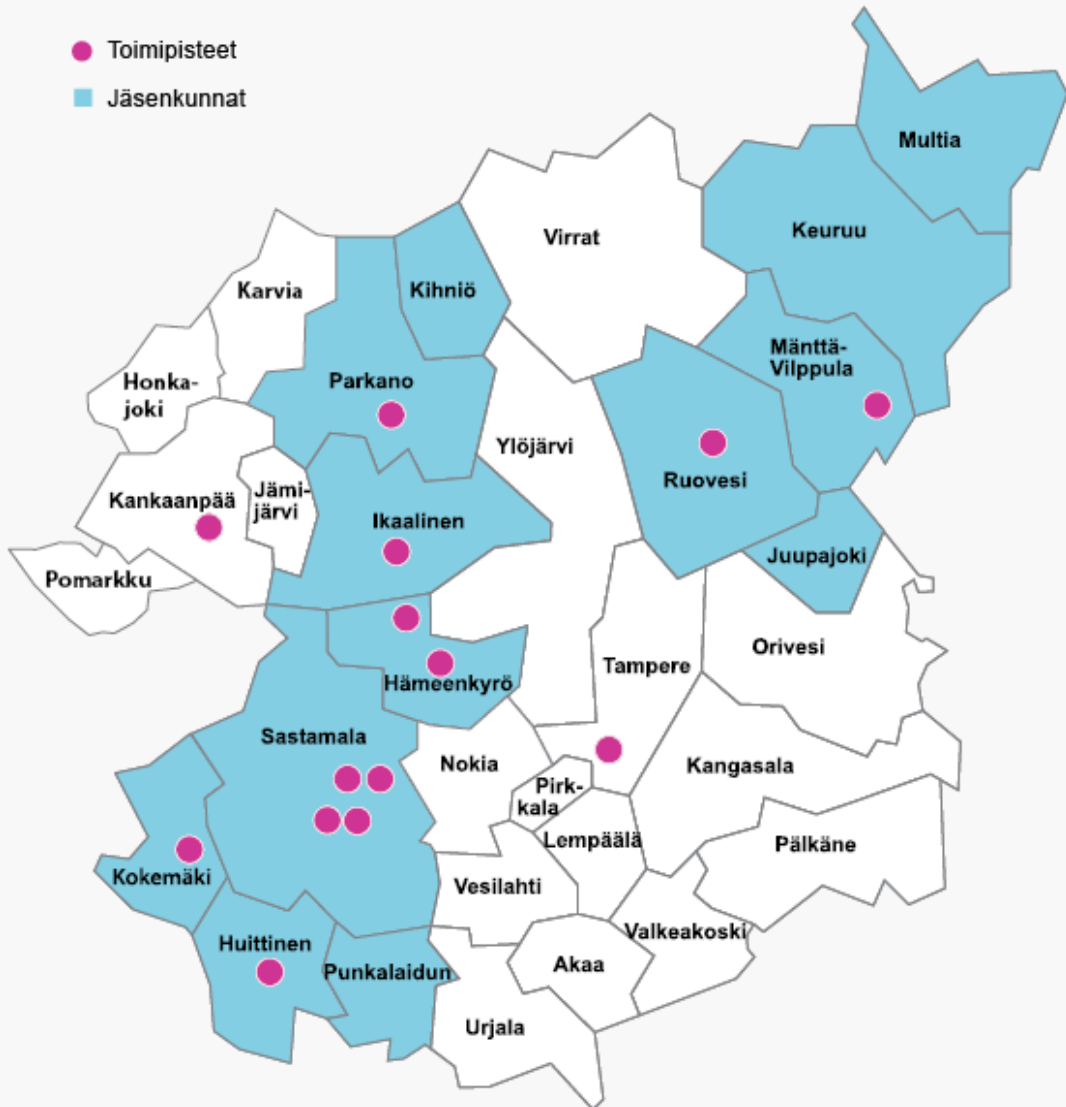 Toimipisteet
Jäsenkunnat
Multia
Keuruu
Virrat
Kihniö
Karvia
Mänttä-
Vilppula
Honka-
joki
Parkano
Ylöjärvi
Ruovesi
Kankaanpää
Jämi-
järvi
Ikaalinen
Juupajoki
Pomarkku
Orivesi
Tampere
Hämeenkyrö
Sastamala
Nokia
Kangasala
Pirk-
kala
Lempäälä
Pälkäne
Kokemäki
Vesilahti
Valkeakoski
Huittinen
Punkalaidun
Akaa
Urjala